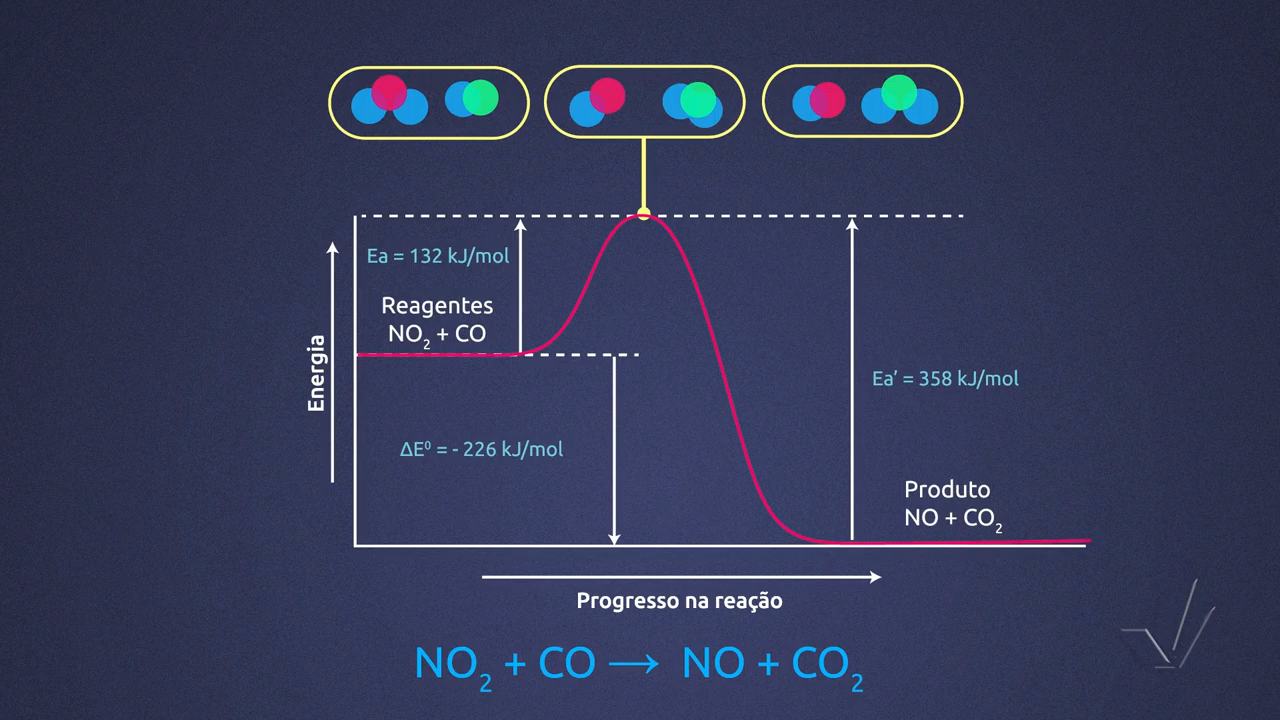 Ea = 132 kJ/mol
Reagentes
NO₂ + CO
Energia
Ea’ = 358 kJ/mol
ΔE⁰ = - 226 kJ/mol
Produto
NO + CO₂
Progresso na reação
NO₂ + CO ⟶ NO + CO₂